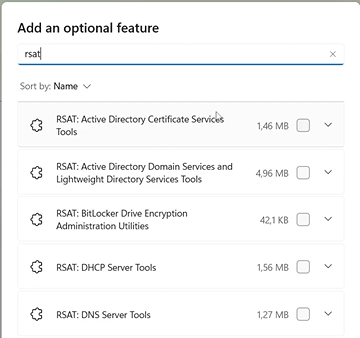 Add an optional feature
rsat
Sort by: Name
RSAT: Active Directory Certificate Services
Tools
1,46 MB
RSAT: Active Directory Domain Services and
Lightweight Directory Services Tools
4,96 MB
RSAT: BitLocker Drive Encryption
Administration Utilities
42,1 KB
RSAT: DHCP Server Tools
1,56 MB
RSAT: DNS Server Tools
1,27 MB